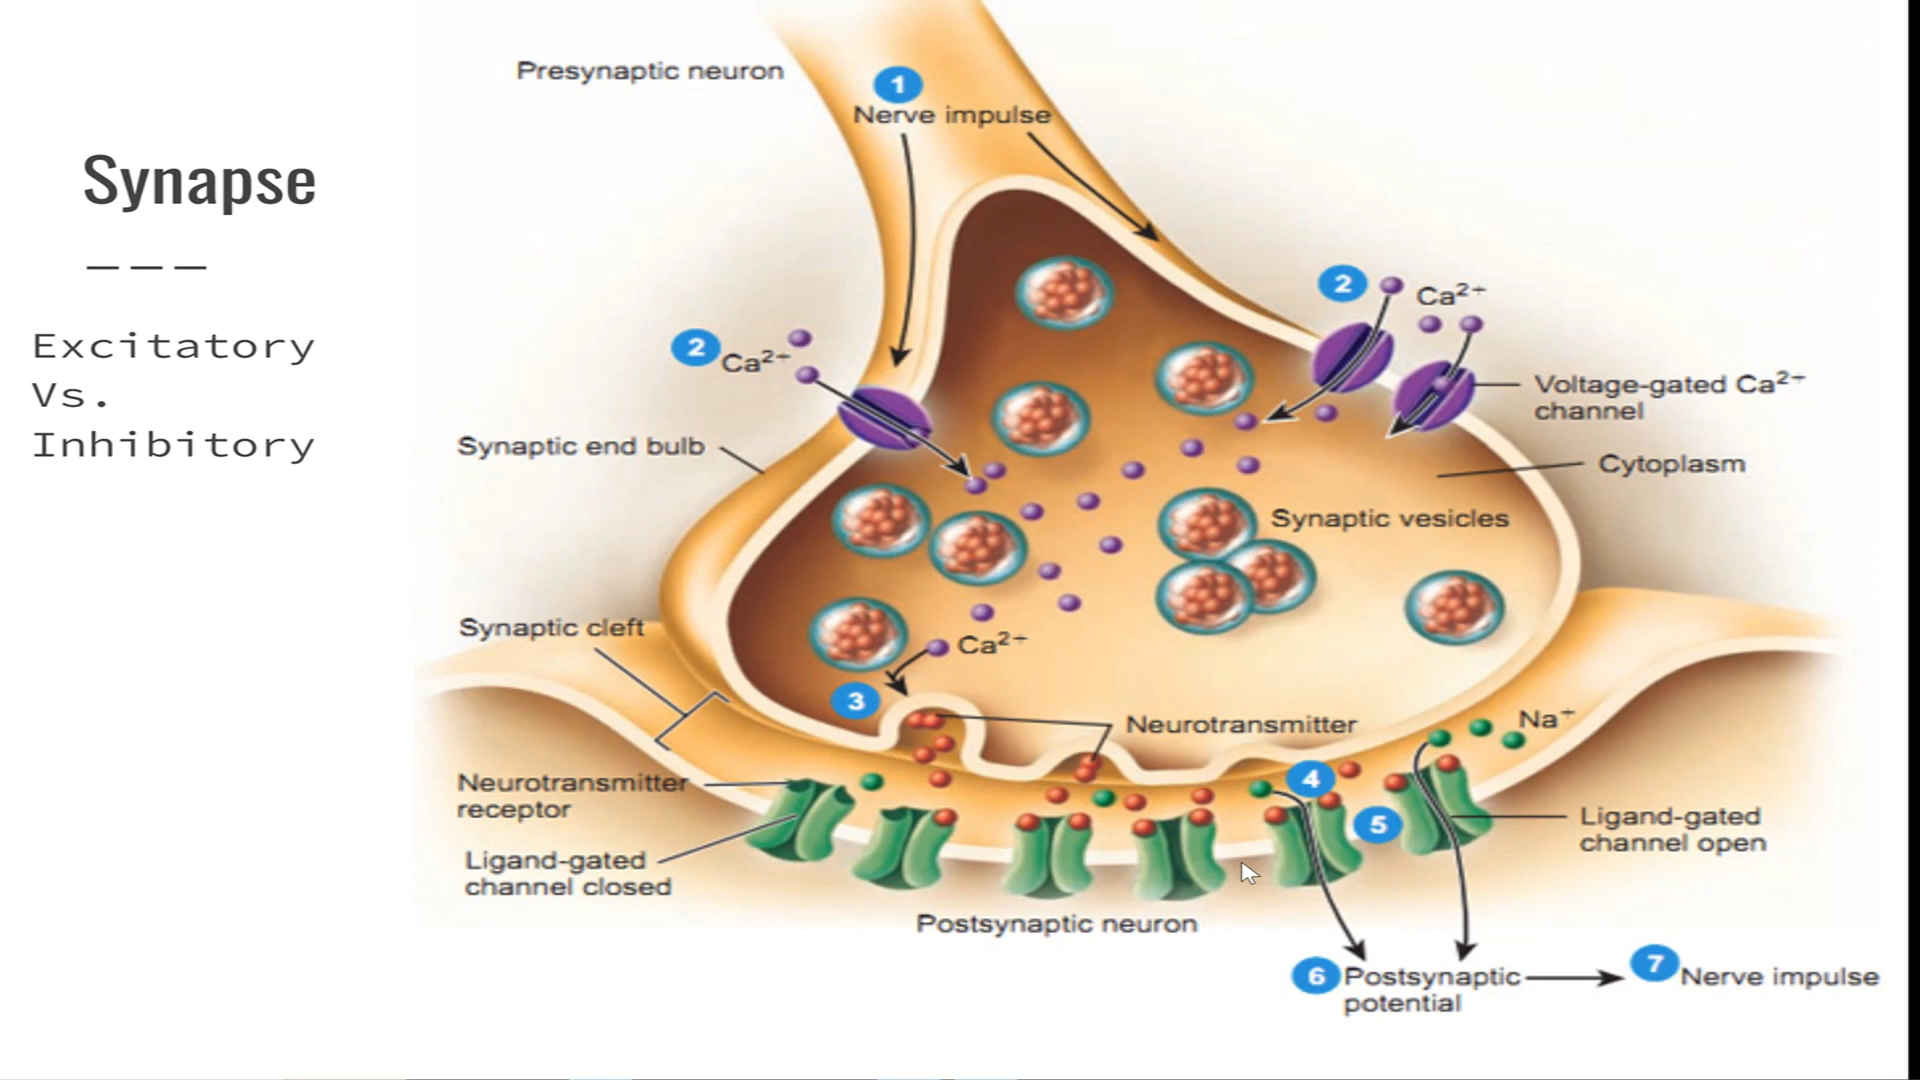 Synapse
Excitatory
Vs.
Inhibitory
Presynaptic neuron
1
Nerve impulse
2
Ca²⁺
2
Ca²⁺
Voltage-gated Ca²⁺
channel
Synaptic end bulb
Cytoplasm
Synaptic vesicles
Synaptic cleft
Ca²⁺
3
Neurotransmitter
Na⁺
Neurotransmitter
receptor
4
5
Ligand-gated
channel open
Ligand-gated
channel closed
Postsynaptic neuron
6
Postsynaptic
potential
7
Nerve impulse